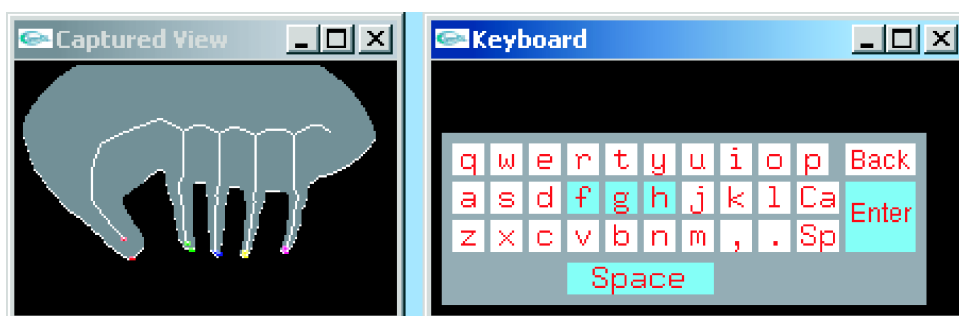 Captured View
Keyboard
q w e r t y u i o p Back
a s d f g h j k l Ca Enter
z x c v b n m , . Sp
Space